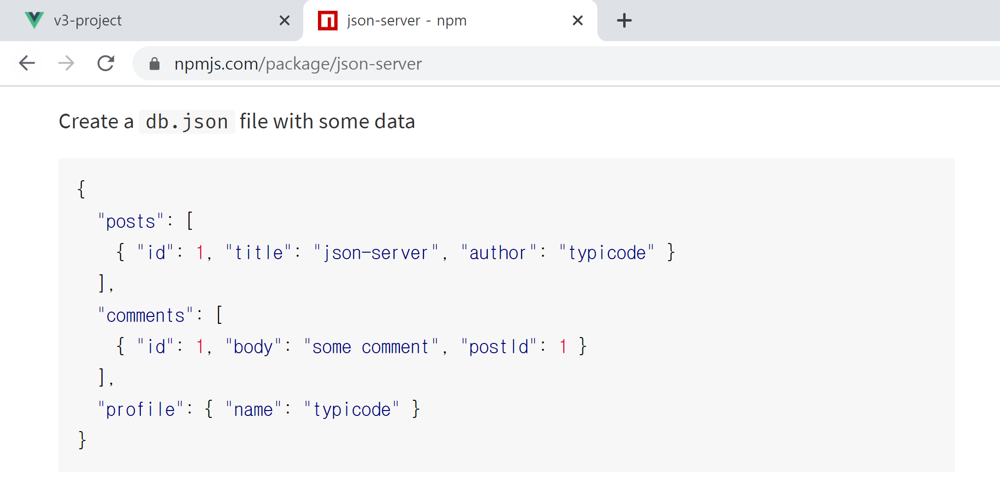 v3-project
json-server - npm
npmjs.com/package/json-server
Create a db.json file with some data
{
  "posts": [
    { "id": 1, "title": "json-server", "author": "typicode" }
  ],
  "comments": [
    { "id": 1, "body": "some comment", "postId": 1 }
  ],
  "profile": { "name": "typicode" }
}